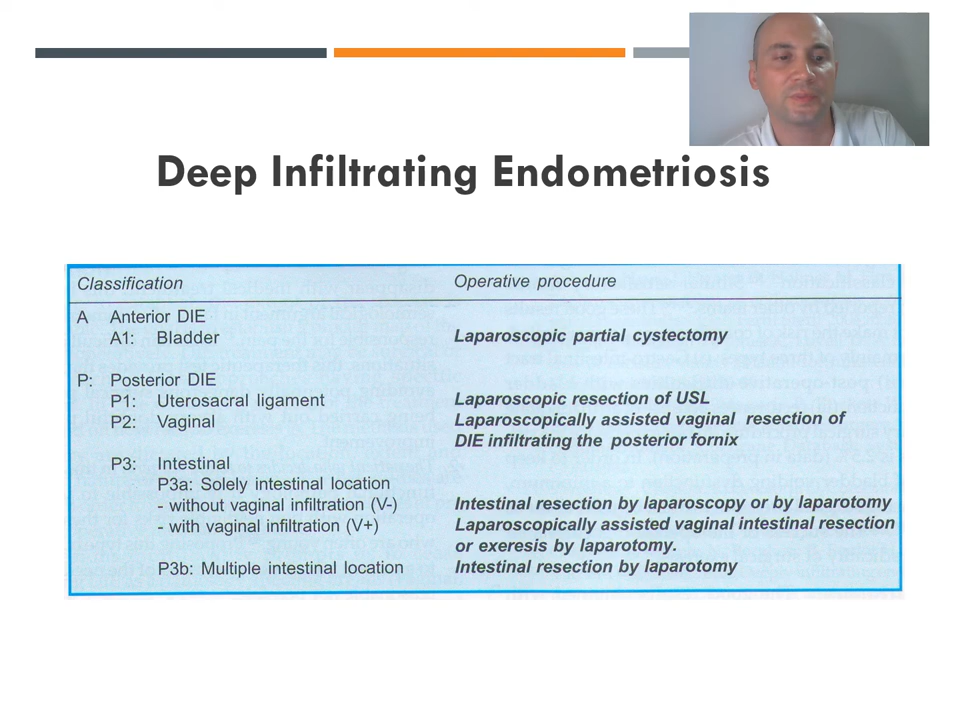 Deep Infiltrating Endometriosis
Classification Operative procedure
A Anterior DIE
A1: Bladder Laparoscopic partial cystectomy
P: Posterior DIE
P1: Uterosacral ligament Laparoscopic resection of USL
P2: Vaginal Laparoscopically assisted vaginal resection of
DIE infiltrating the posterior fornix
P3: Intestinal
P3a: Solely intestinal location
- without vaginal infiltration (V-) Intestinal resection by laparoscopy or by laparotomy
- with vaginal infiltration (V+) Laparoscopically assisted vaginal intestinal resection
or exeresis by laparotomy.
P3b: Multiple intestinal location Intestinal resection by laparotomy